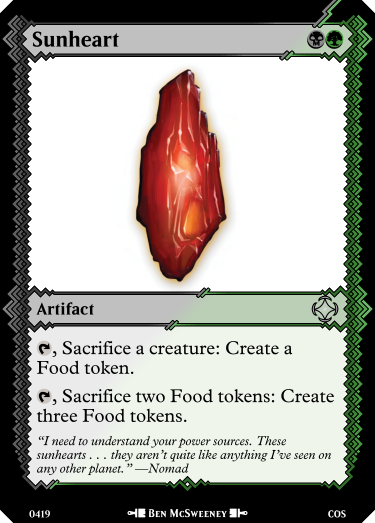 Sunheart
Artifact
, Sacrifice a creature: Create a
Food token.
, Sacrifice two Food tokens: Create
three Food tokens.
“I need to understand your power sources. These
sunhearts . . . they aren’t quite like anything I’ve seen on
any other planet.” —Nomad
0419
Ben McSweeney
COS